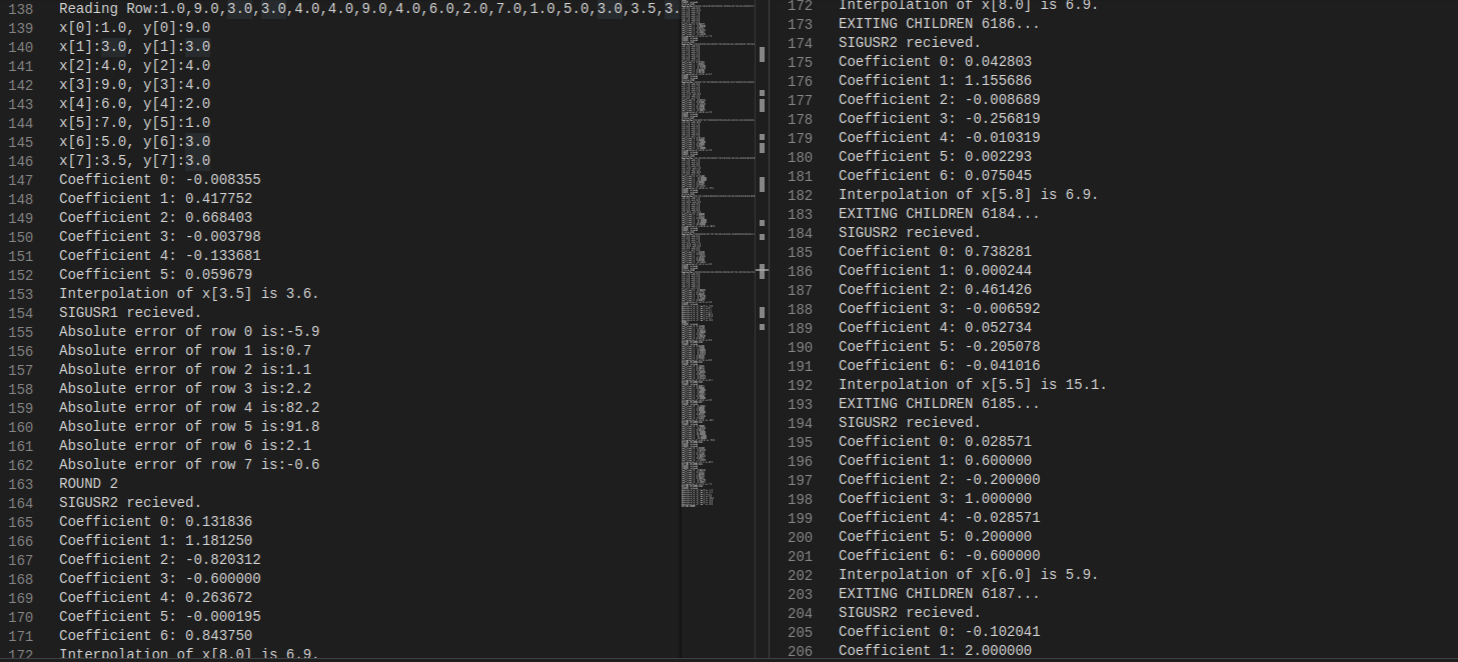 138 Reading Row:1.0,9.0,3.0,3.0,4.0,4.0,9.0,4.0,6.0,2.0,7.0,1.0,5.0,3.0,3.5,3.
139 x[0]:1.0, y[0]:9.0
140 x[1]:3.0, y[1]:3.0
141 x[2]:4.0, y[2]:4.0
142 x[3]:9.0, y[3]:4.0
143 x[4]:6.0, y[4]:2.0
144 x[5]:7.0, y[5]:1.0
145 x[6]:5.0, y[6]:3.0
146 x[7]:3.5, y[7]:3.0
147 Coefficient 0: -0.008355
148 Coefficient 1: 0.417752
149 Coefficient 2: 0.668403
150 Coefficient 3: -0.003798
151 Coefficient 4: -0.133681
152 Coefficient 5: 0.059679
153 Interpolation of x[3.5] is 3.6.
154 SIGUSR1 recieved.
155 Absolute error of row 0 is:-5.9
156 Absolute error of row 1 is:0.7
157 Absolute error of row 2 is:1.1
158 Absolute error of row 3 is:2.2
159 Absolute error of row 4 is:82.2
160 Absolute error of row 5 is:91.8
161 Absolute error of row 6 is:2.1
162 Absolute error of row 7 is:-0.6
163 ROUND 2
164 SIGUSR2 recieved.
165 Coefficient 0: 0.131836
166 Coefficient 1: 1.181250
167 Coefficient 2: -0.820312
168 Coefficient 3: -0.600000
169 Coefficient 4: 0.263672
170 Coefficient 5: -0.000195
171 Coefficient 6: 0.843750
172 Interpolation of x[8.0] is 6.9.
172 Interpolation of x[8.0] is 6.9.
173 EXITING CHILDREN 6186...
174 SIGUSR2 recieved.
175 Coefficient 0: 0.042803
176 Coefficient 1: 1.155686
177 Coefficient 2: -0.008689
178 Coefficient 3: -0.256819
179 Coefficient 4: -0.010319
180 Coefficient 5: 0.002293
181 Coefficient 6: 0.075045
182 Interpolation of x[5.8] is 6.9.
183 EXITING CHILDREN 6184...
184 SIGUSR2 recieved.
185 Coefficient 0: 0.738281
186 Coefficient 1: 0.000244
187 Coefficient 2: 0.461426
188 Coefficient 3: -0.006592
189 Coefficient 4: 0.052734
190 Coefficient 5: -0.205078
191 Coefficient 6: -0.041016
192 Interpolation of x[5.5] is 15.1.
193 EXITING CHILDREN 6185...
194 SIGUSR2 recieved.
195 Coefficient 0: 0.028571
196 Coefficient 1: 0.600000
197 Coefficient 2: -0.200000
198 Coefficient 3: 1.000000
199 Coefficient 4: -0.028571
200 Coefficient 5: 0.200000
201 Coefficient 6: -0.600000
202 Interpolation of x[6.0] is 5.9.
203 EXITING CHILDREN 6187...
204 SIGUSR2 recieved.
205 Coefficient 0: -0.102041
206 Coefficient 1: 2.000000